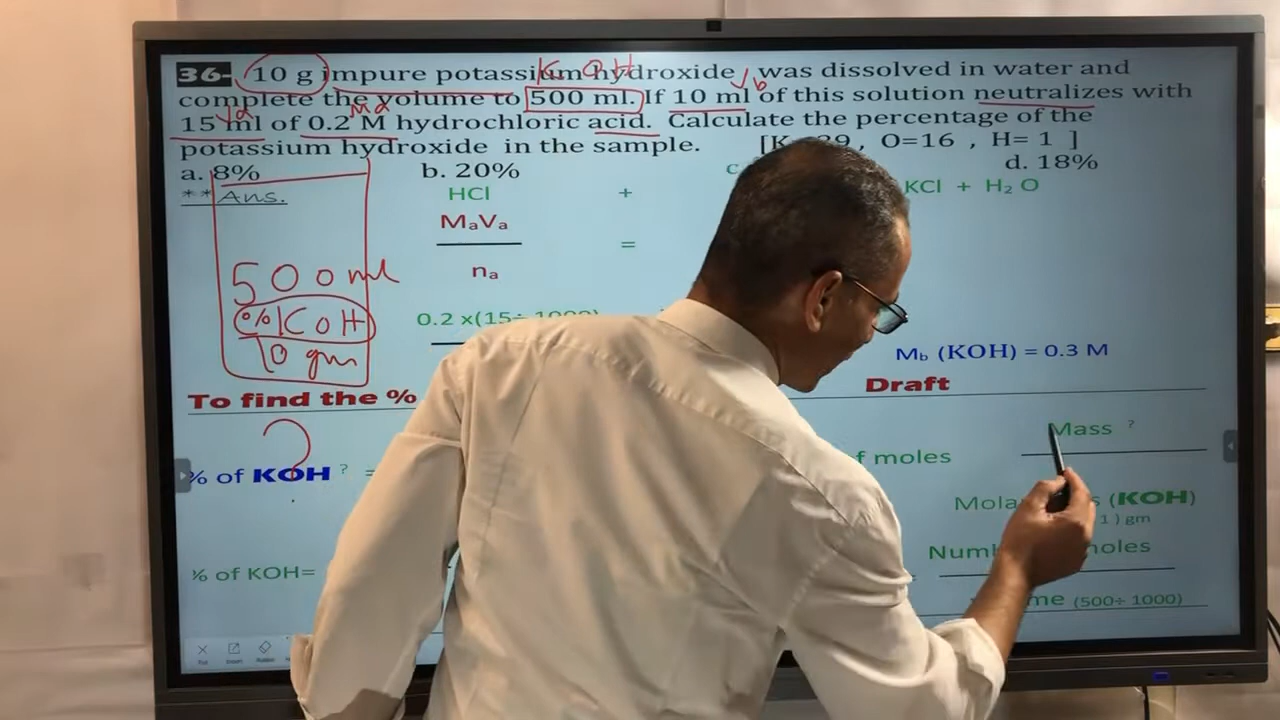 36- 10 g impure potassium hydroxide was dissolved in water and
K OH
complete the volume to 500 ml. If 10 ml of this solution neutralizes with
Vb
15 ml of 0.2 M hydrochloric acid. Calculate the percentage of the
Va Ma
potassium hydroxide in the sample. [K 39, O=16 , H= 1 ]
a. 8% b. 20% c d. 18%
**Ans. HCl + KCl + H₂O
MₐVₐ
=
nₐ
500 ml
0.2 x(15÷ 1000)
% KOH
10 gm
M_b (KOH) = 0.3 M
To find the % Draft
?
Mass ?
% of KOH ? = moles
(KOH)
1 ) gm
moles
% of KOH=
(500÷ 1000)